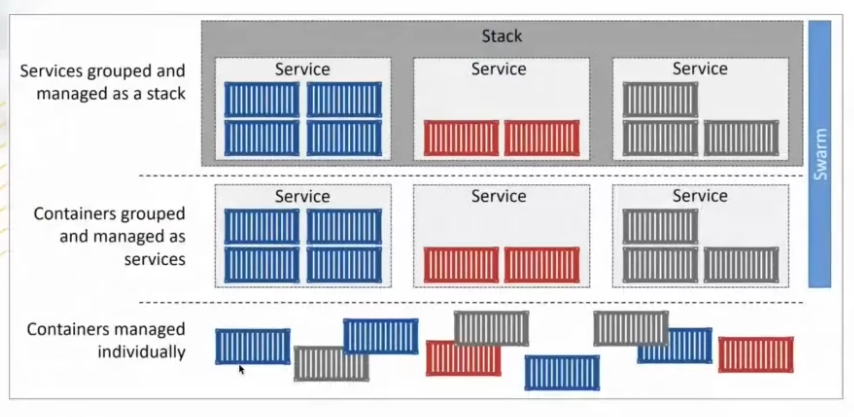 Stack
Services grouped and
managed as a stack
Service
Service
Service
Swarm
Containers grouped
and managed as
services
Service
Service
Service
Containers managed
individually